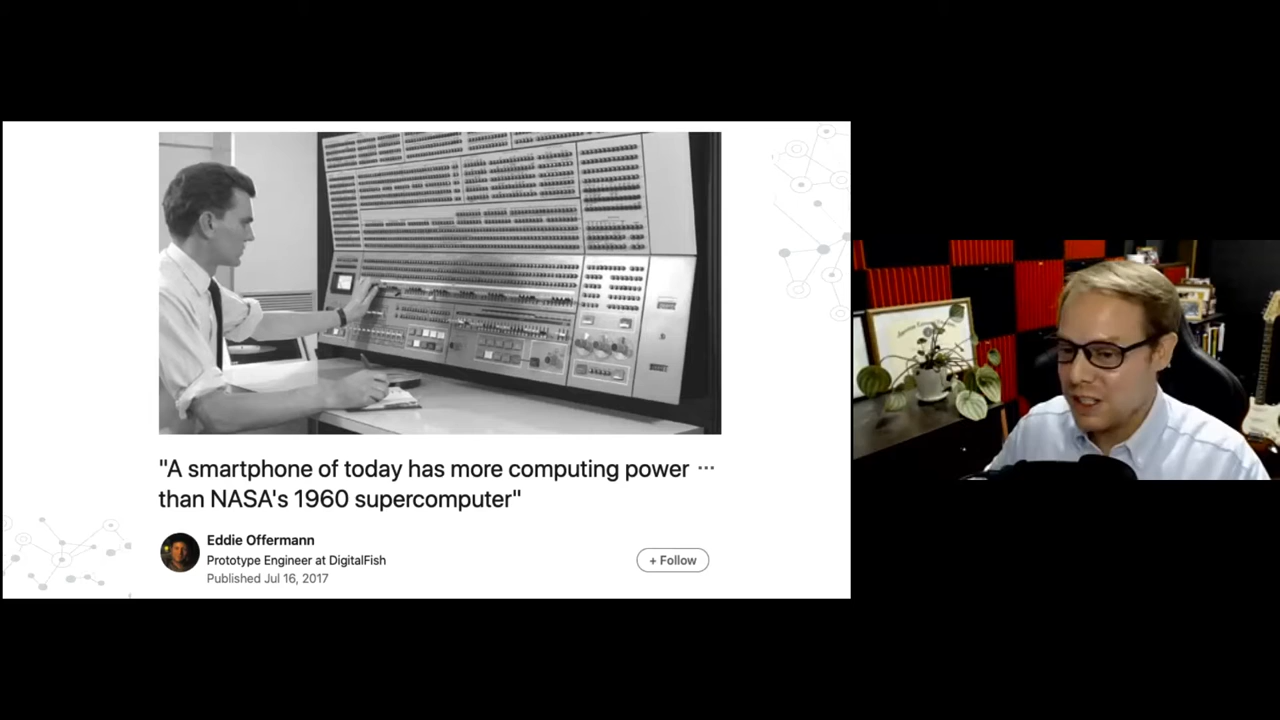 "A smartphone of today has more computing power ...
than NASA's 1960 supercomputer"
Eddie Offermann
Prototype Engineer at DigitalFish
Published Jul 16, 2017
+ Follow